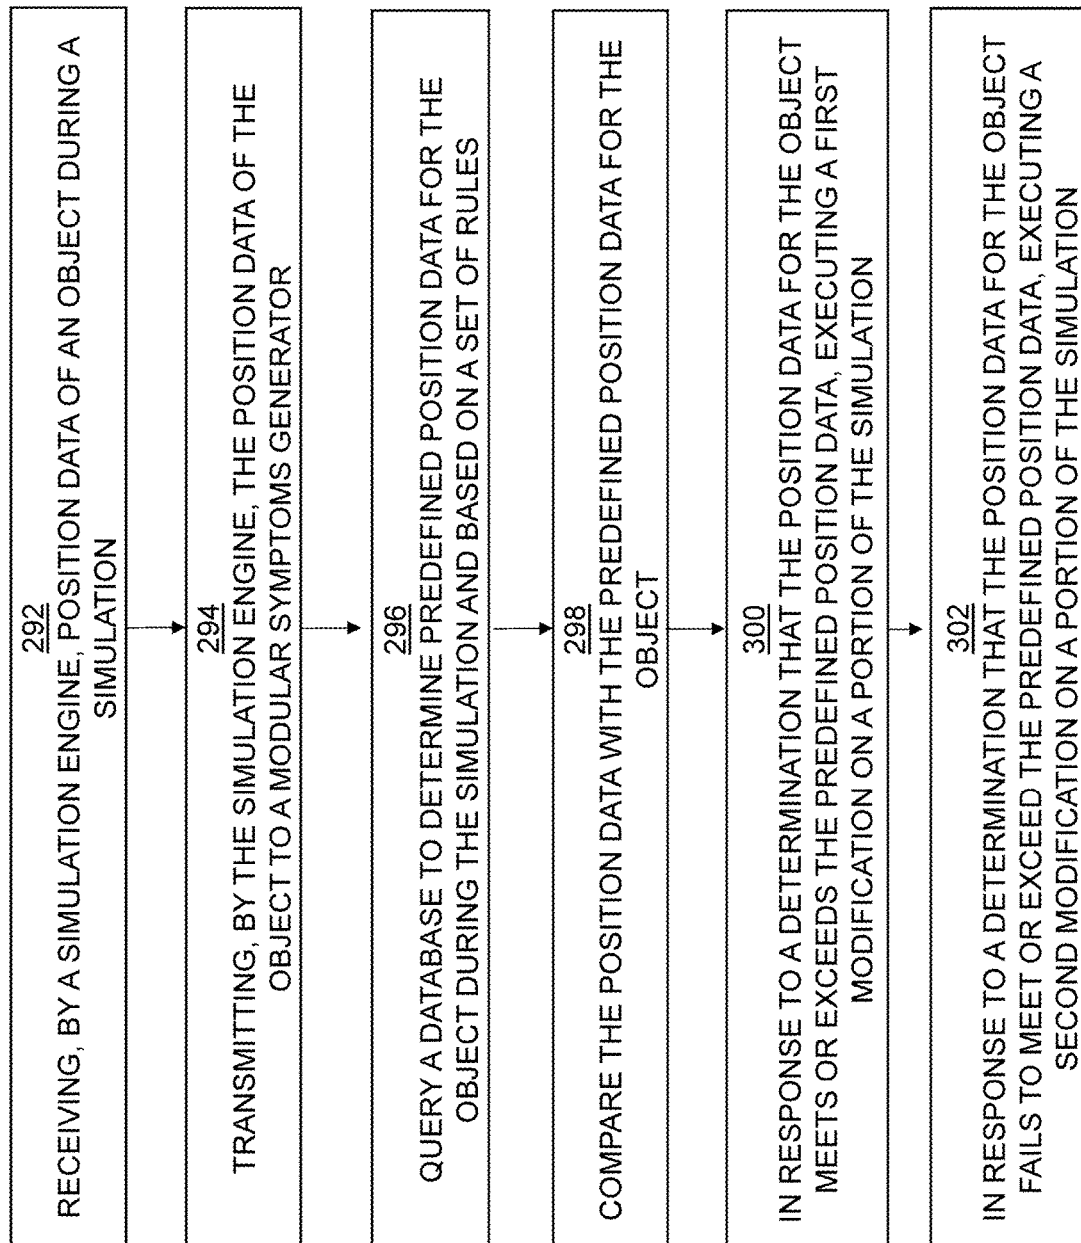 292
RECEIVING, BY A SIMULATION ENGINE, POSITION DATA OF AN OBJECT DURING A
SIMULATION
294
TRANSMITTING, BY THE SIMULATION ENGINE, THE POSITION DATA OF THE
OBJECT TO A MODULAR SYMPTOMS GENERATOR
296
QUERY A DATABASE TO DETERMINE PREDEFINED POSITION DATA FOR THE
OBJECT DURING THE SIMULATION AND BASED ON A SET OF RULES
298
COMPARE THE POSITION DATA WITH THE PREDEFINED POSITION DATA FOR THE
OBJECT
300
IN RESPONSE TO A DETERMINATION THAT THE POSITION DATA FOR THE OBJECT
MEETS OR EXCEEDS THE PREDEFINED POSITION DATA, EXECUTING A FIRST
MODIFICATION ON A PORTION OF THE SIMULATION
302
IN RESPONSE TO A DETERMINATION THAT THE POSITION DATA FOR THE OBJECT
FAILS TO MEET OR EXCEED THE PREDEFINED POSITION DATA, EXECUTING A
SECOND MODIFICATION ON A PORTION OF THE SIMULATION